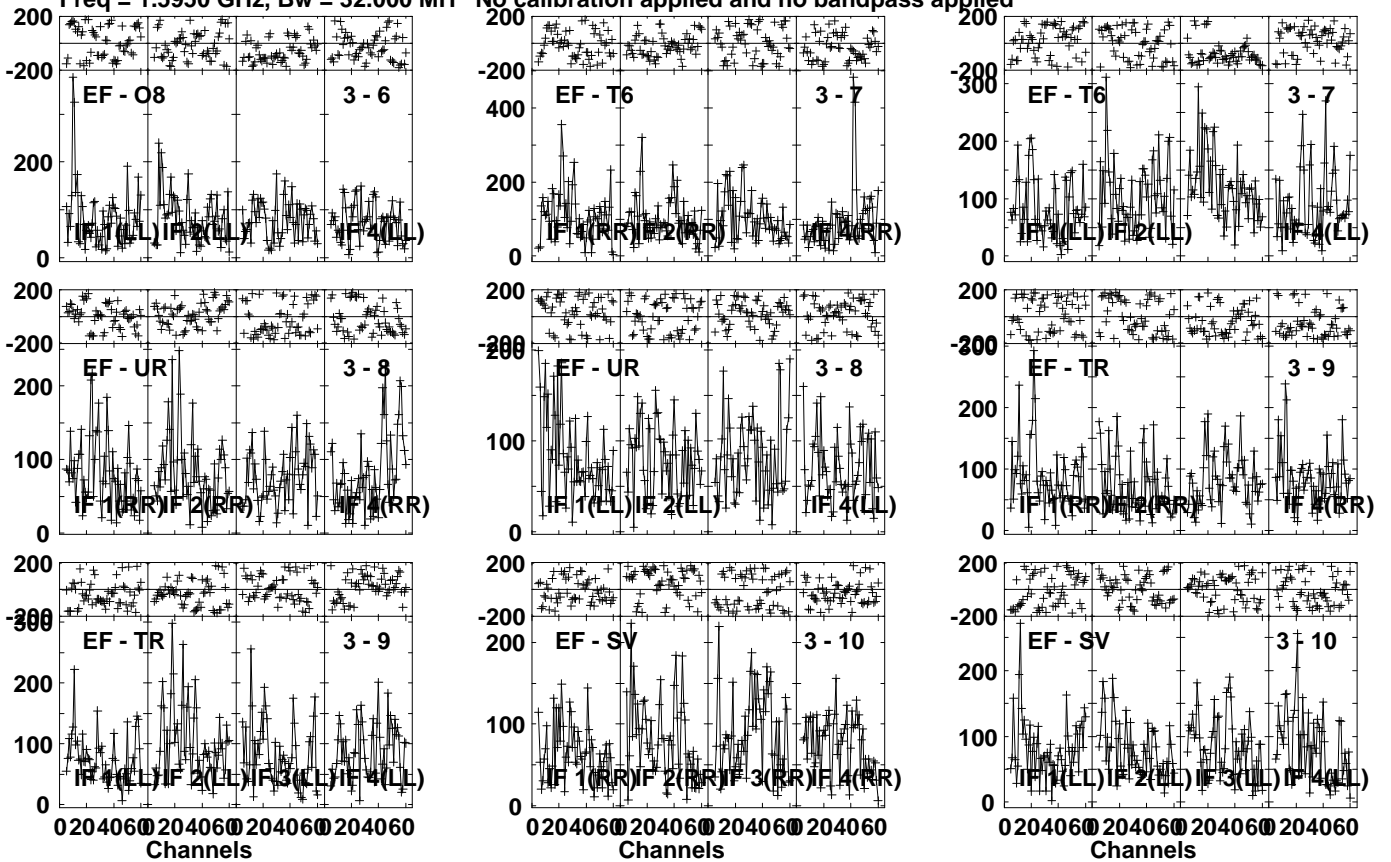 Freq = 1.5950 GHz, Bw = 32.000 MH No calibration applied and no bandpass applied
200 200 200
-200 -200 -200
EF - O8 3 - 6 EF - T6 3 - 7 EF - T6 3 - 7
200 400 300
0 200 200
0 100
0
IF 1(LL) IF 2(LL) IF 4(LL) IF 1(RR) IF 2(RR) IF 4(RR) IF 1(LL) IF 2(LL) IF 4(LL)
200 200 200
-200 -200 -200
200 300
EF - UR 3 - 8 EF - UR 3 - 8 EF - TR 3 - 9
200 100 200
100 0 100
0 0
IF 1(RR) IF 2(RR) IF 4(RR) IF 1(LL) IF 2(LL) IF 4(LL) IF 1(RR) IF 2(RR) IF 4(RR)
200 200 200
-200 -200 -200
300
EF - TR 3 - 9 EF - SV 3 - 10 EF - SV 3 - 10
200 200 200
100 100 100
0 0 0
IF 1(LL) IF 2(LL) IF 3(LL) IF 4(LL) IF 1(RR) IF 2(RR) IF 3(RR) IF 4(RR) IF 1(LL) IF 2(LL) IF 3(LL) IF 4(LL)
0 20 40 60 0 20 40 60 0 20 40 60 0 20 40 60 0 20 40 60 0 20 40 60 0 20 40 60 0 20 40 60 0 20 40 60 0 20 40 60 0 20 40 60 0 20 40 60
Channels Channels Channels